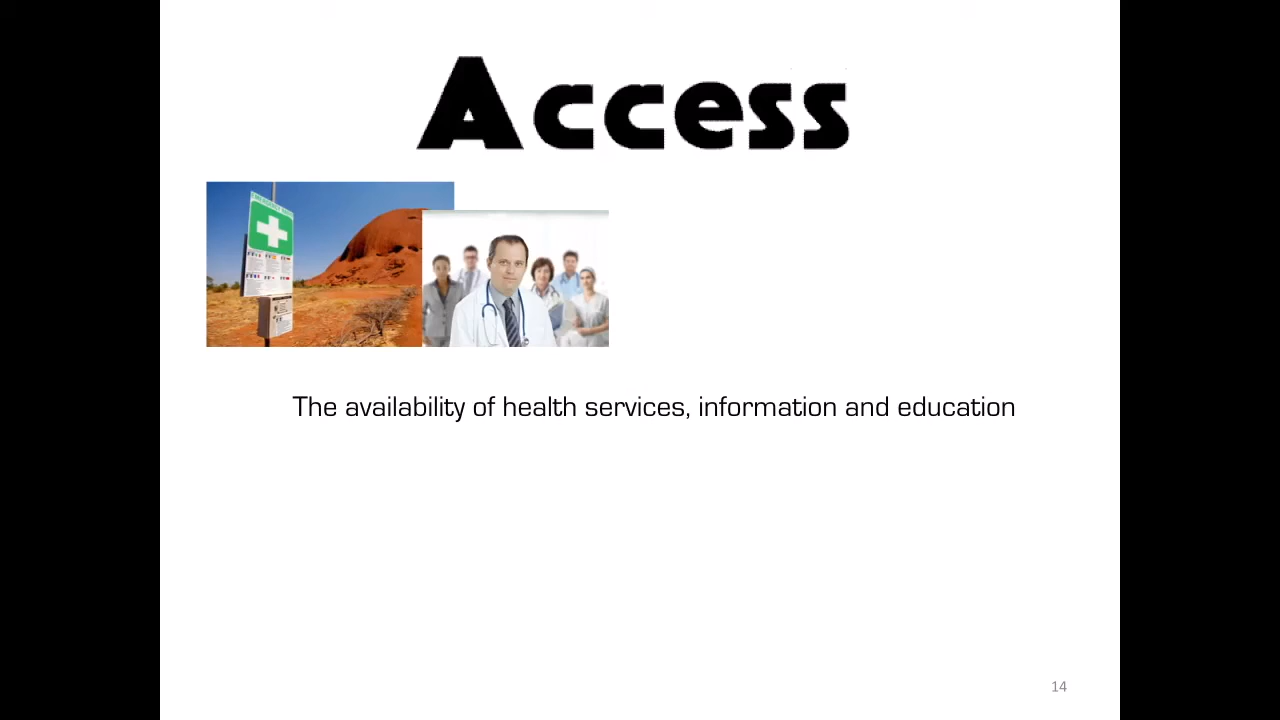 Access
The availability of health services, information and education
14